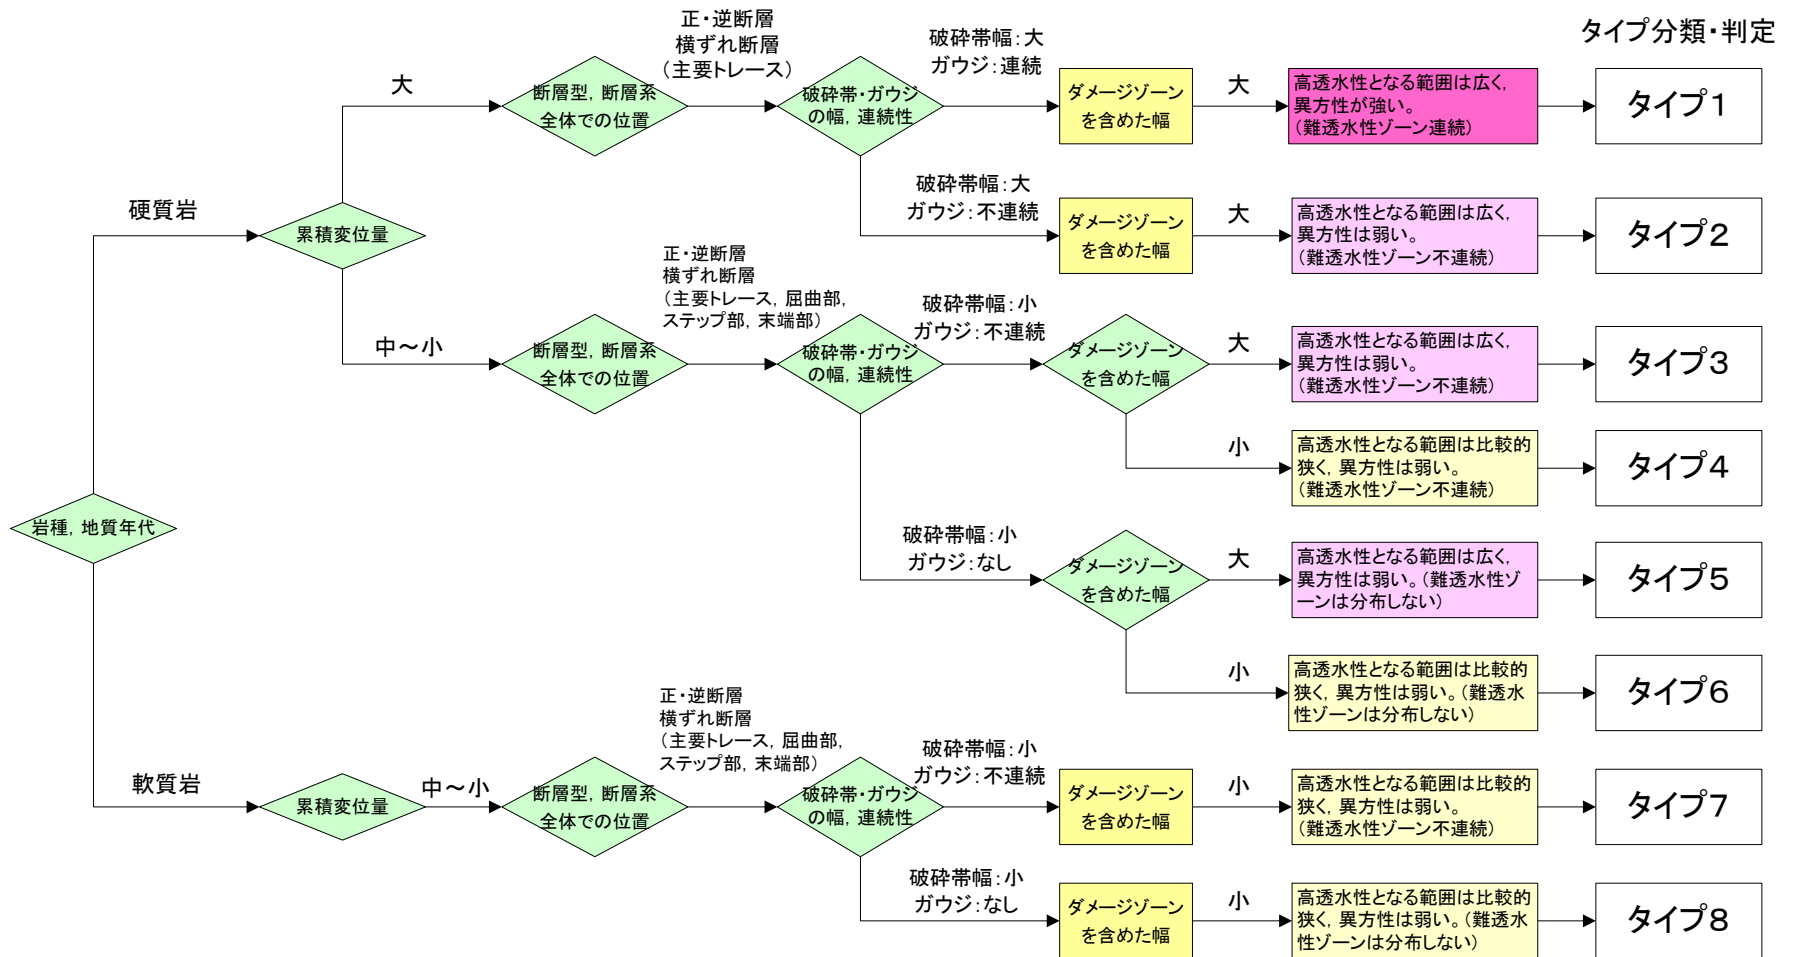 タイプ分類・判定
正・逆断層
横ずれ断層
（主要トレース）
破砕帯幅：大
ガウジ：連続
大
断層型，断層系
全体での位置
破砕帯・ガウジ
の幅，連続性
ダメージゾーン
を含めた幅
大
高透水性となる範囲は広く，
異方性が強い。
（難透水性ゾーン連続）
タイプ１
破砕帯幅：大
ガウジ：不連続
硬質岩
累積変位量
ダメージゾーン
を含めた幅
大
高透水性となる範囲は広く，
異方性は弱い。
（難透水性ゾーン不連続）
タイプ２
正・逆断層
横ずれ断層
（主要トレース，屈曲部，
ステップ部，末端部）
破砕帯幅：小
ガウジ：不連続
中～小
断層型，断層系
全体での位置
破砕帯・ガウジ
の幅，連続性
ダメージゾーン
を含めた幅
大
高透水性となる範囲は広く，
異方性は弱い。
（難透水性ゾーン不連続）
タイプ３
小
高透水性となる範囲は比較的
狭く，異方性は弱い。
（難透水性ゾーン不連続）
タイプ４
岩種，地質年代
破砕帯幅：小
ガウジ：なし
ダメージゾーン
を含めた幅
大
高透水性となる範囲は広く，
異方性は弱い。（難透水性ゾ
ーンは分布しない）
タイプ５
小
高透水性となる範囲は比較的
狭く，異方性は弱い。（難透水
性ゾーンは分布しない）
タイプ６
正・逆断層
横ずれ断層
（主要トレース，屈曲部，
ステップ部，末端部）
破砕帯幅：小
ガウジ：不連続
軟質岩
累積変位量
中～小
断層型，断層系
全体での位置
破砕帯・ガウジ
の幅，連続性
ダメージゾーン
を含めた幅
小
高透水性となる範囲は比較的
狭く，異方性は弱い。
（難透水性ゾーン不連続）
タイプ７
破砕帯幅：小
ガウジ：なし
ダメージゾーン
を含めた幅
小
高透水性となる範囲は比較的
狭く，異方性は弱い。（難透水
性ゾーンは分布しない）
タイプ８